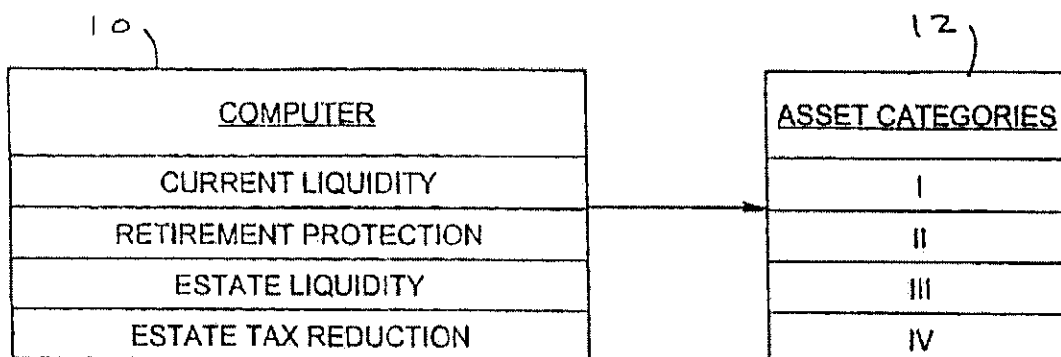 10
12
COMPUTER
ASSET CATEGORIES
CURRENT LIQUIDITY
I
RETIREMENT PROTECTION
II
ESTATE LIQUIDITY
III
ESTATE TAX REDUCTION
IV